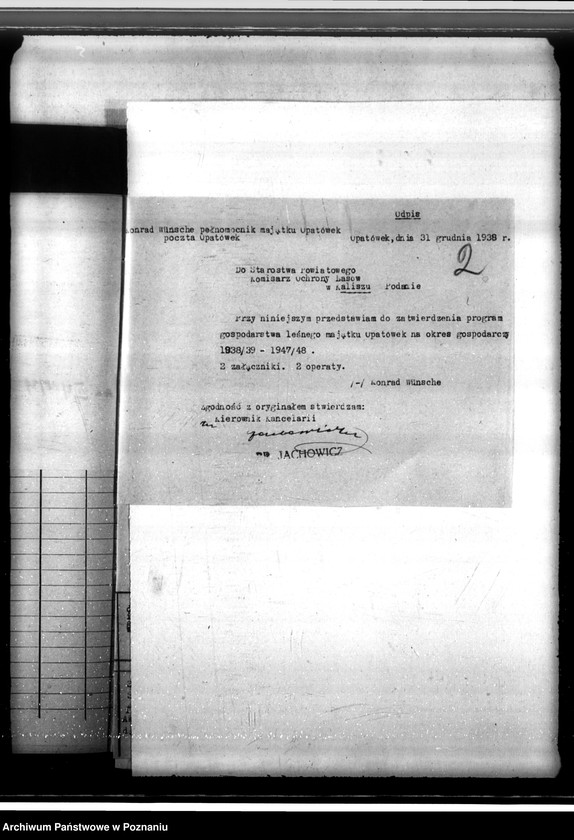 Odpis
Konrad Wünsche pełnomocnik majątku Opatówek
poczta Opatówek
Opatówek,dnia 31 grudnia 1938 r.
2
Do Starostwa Powiatowego
Komisarz Ochrony Lasów
w Kaliszu Podanie
Przy niniejszym przedstawiam do zatwierdzenia program
gospodarstwa leśnego majątku Opatówek na okres gospodarczy
1938/39 - 1947/48 .
2 załączniki. 2 operaty.
/-/ Konrad Wünsche
Zgodność z oryginałem stwierdzam:
Kierownik Kancelarii
JACHOWICZ
Archiwum Państwowe w Poznaniu